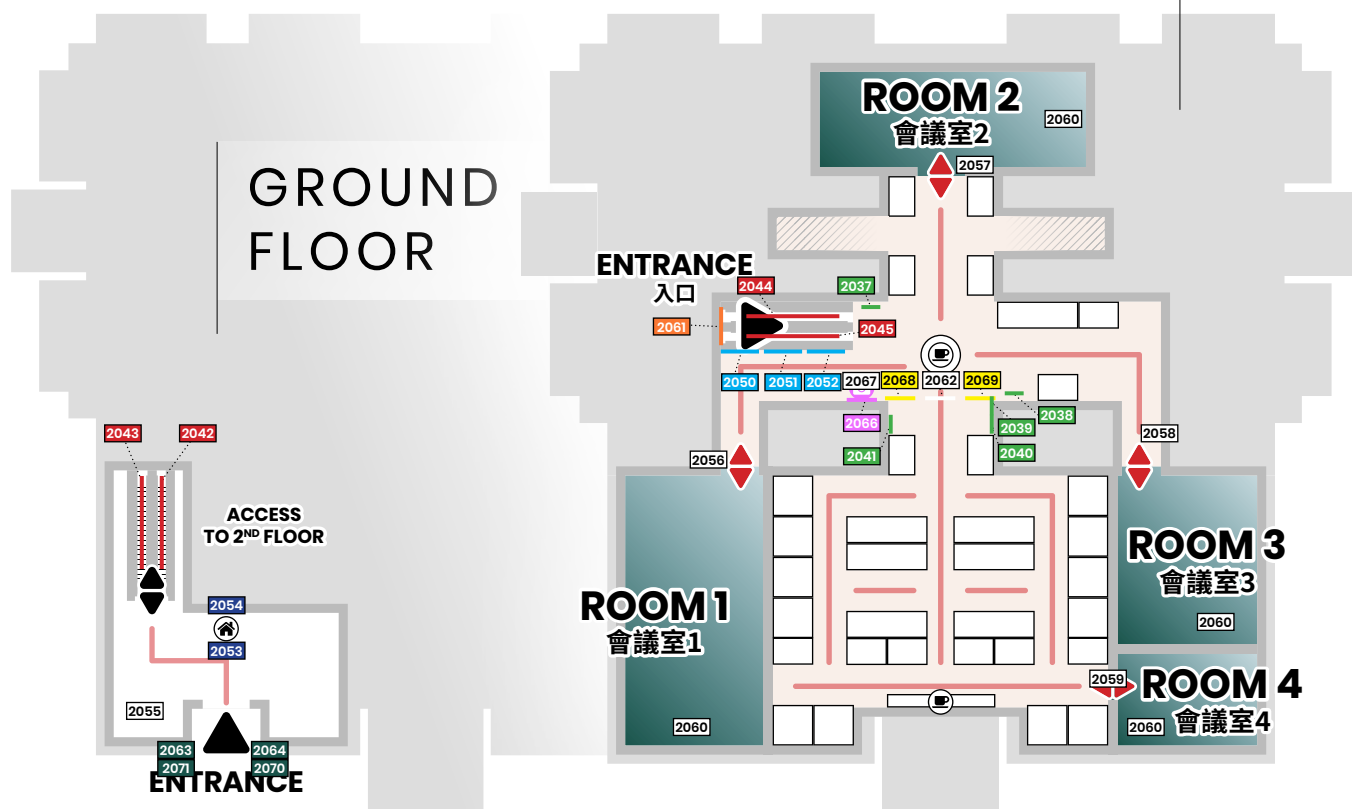 GROUND
FLOOR
2043
2042
ACCESS
TO 2ND FLOOR
2054
2053
2055
2063
2064
2071
2070
ENTRANCE
ROOM 2
會議室2
2060
2057
ENTRANCE
入口
2044
2037
2061
2045
2050
2051
2052
2067
2068
2062
2069
2066
2038
2039
2041
2040
2056
2058
ROOM 1
會議室1
2060
ROOM 3
會議室3
2060
2059
ROOM 4
會議室4
2060